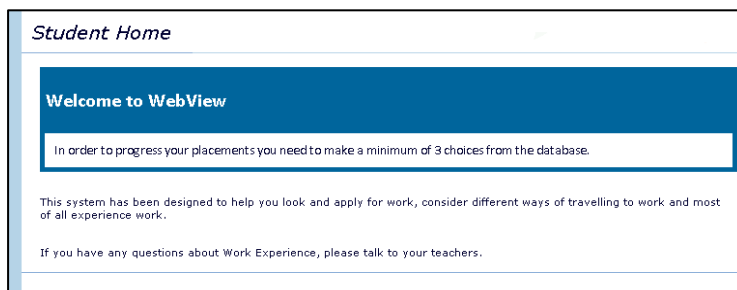 Student Home
Welcome to WebView
In order to progress your placements you need to make a minimum of 3 choices from the database.
This system has been designed to help you look and apply for work, consider different ways of travelling to work and most
of all experience work.
If you have any questions about Work Experience, please talk to your teachers.